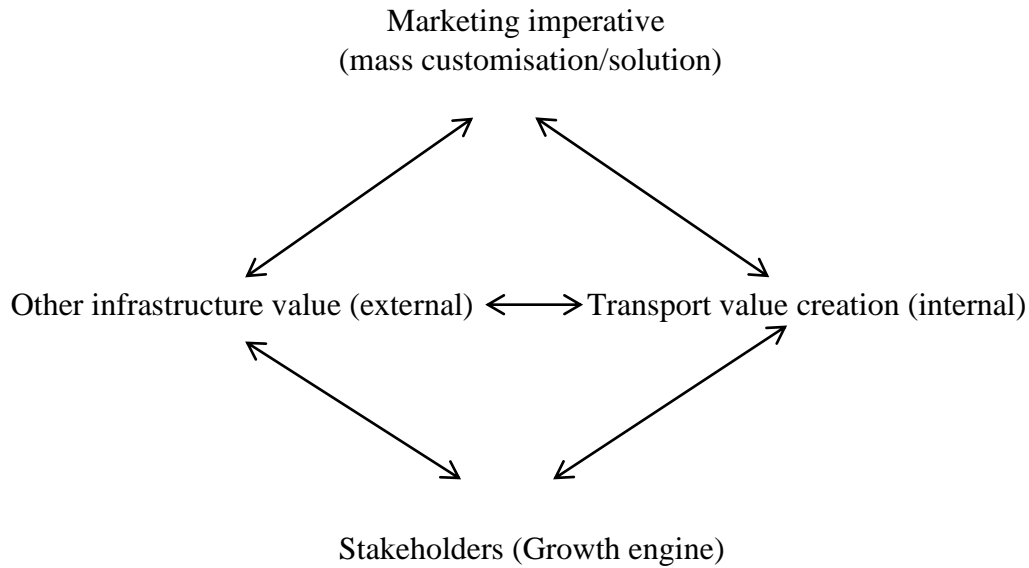 Marketing imperative
(mass customisation/solution)
Other infrastructure value (external)
Transport value creation (internal)
Stakeholders (Growth engine)